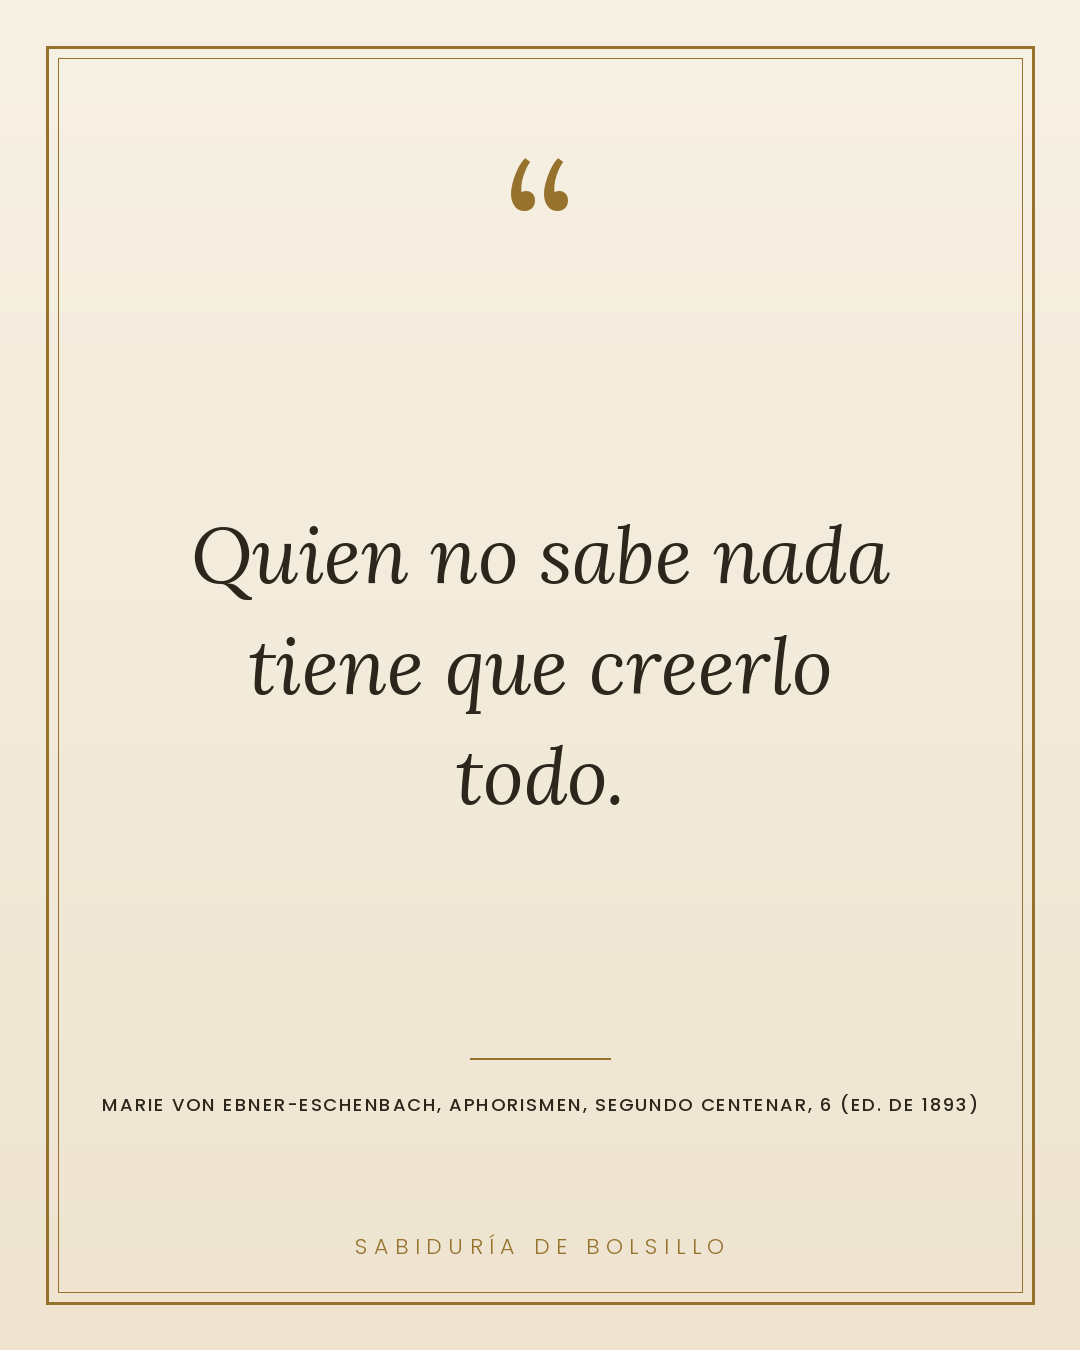 “
Quien no sabe nada
tiene que creerlo
todo.
MARIE VON EBNER-ESCHENBACH, APHORISMEN, SEGUNDO CENTENAR, 6 (ED. DE 1893)
SABIDURÍA DE BOLSILLO